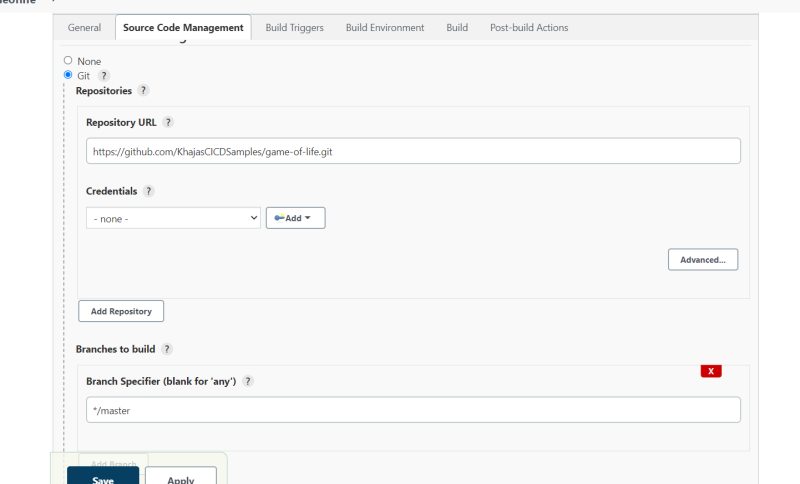 General Source Code Management Build Triggers Build Environment Build Post-build Actions
None
Git ?
Repositories ?
Repository URL ?
https://github.com/KhajasCICDSamples/game-of-life.git
Credentials ?
- none - Add
Advanced...
Add Repository
Branches to build ?
X
Branch Specifier (blank for 'any') ?
*/master
Add Branch
Save Apply